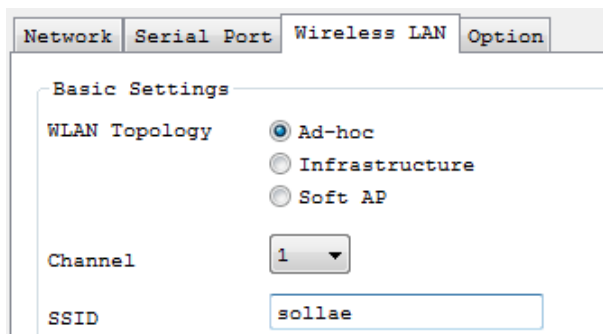 Network Serial Port Wireless LAN Option
Basic Settings
WLAN Topology Ad-hoc
Infrastructure
Soft AP
Channel 1
SSID sollae